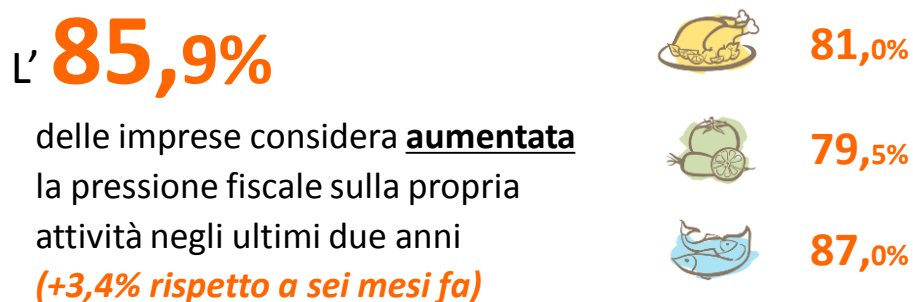 L' 85,9%
delle imprese considera aumentata
la pressione fiscale sulla propria
attività negli ultimi due anni
(+3,4% rispetto a sei mesi fa)
81,0%
79,5%
87,0%